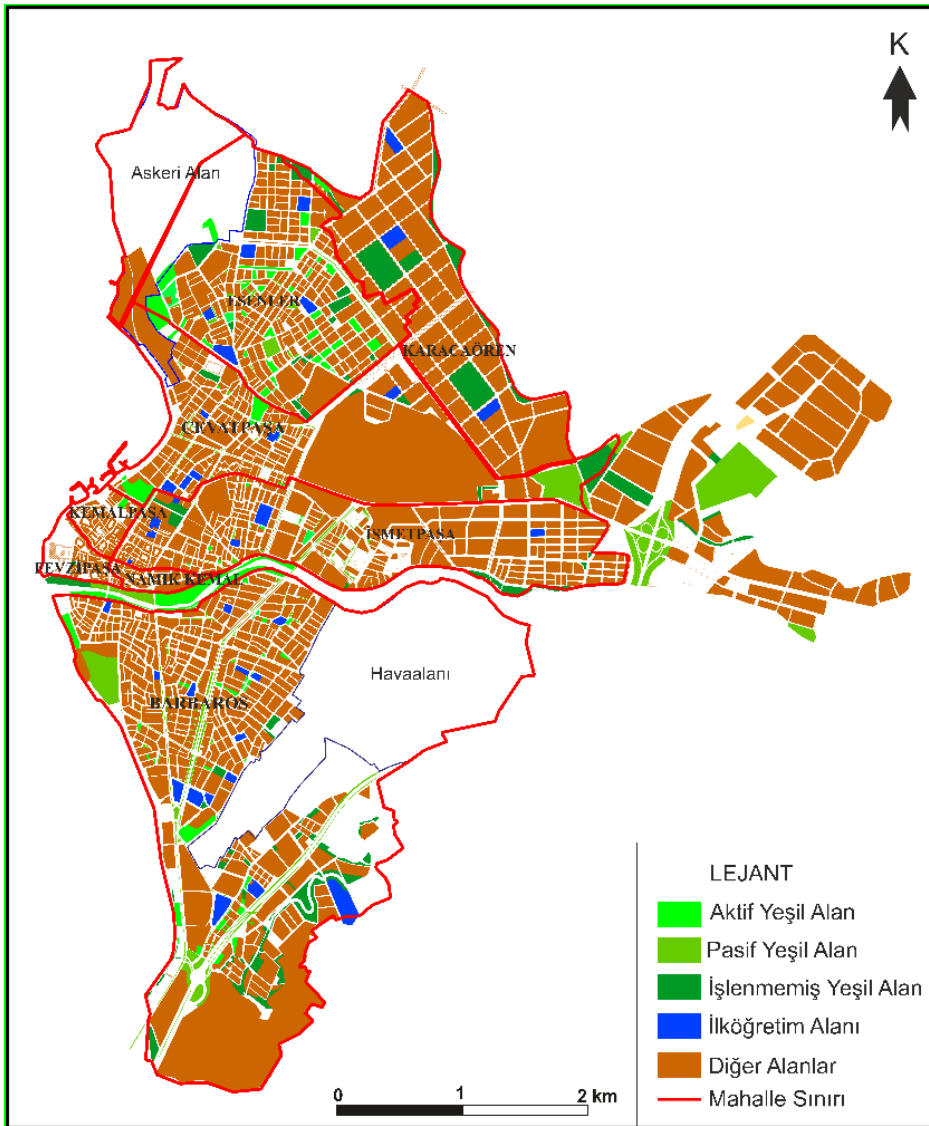 K
Askeri Alan
ESENLER
KARACAÖREN
CEVATPAŞA
KEMALPAŞA
İSMETPAŞA
FEVZİPAŞA
NAMIK KEMAL
Havaalanı
BARBAROS
LEJANT
Aktif Yeşil Alan
Pasif Yeşil Alan
İşlenmemiş Yeşil Alan
İlköğretim Alanı
Diğer Alanlar
Mahalle Sınırı
0 1 2 km